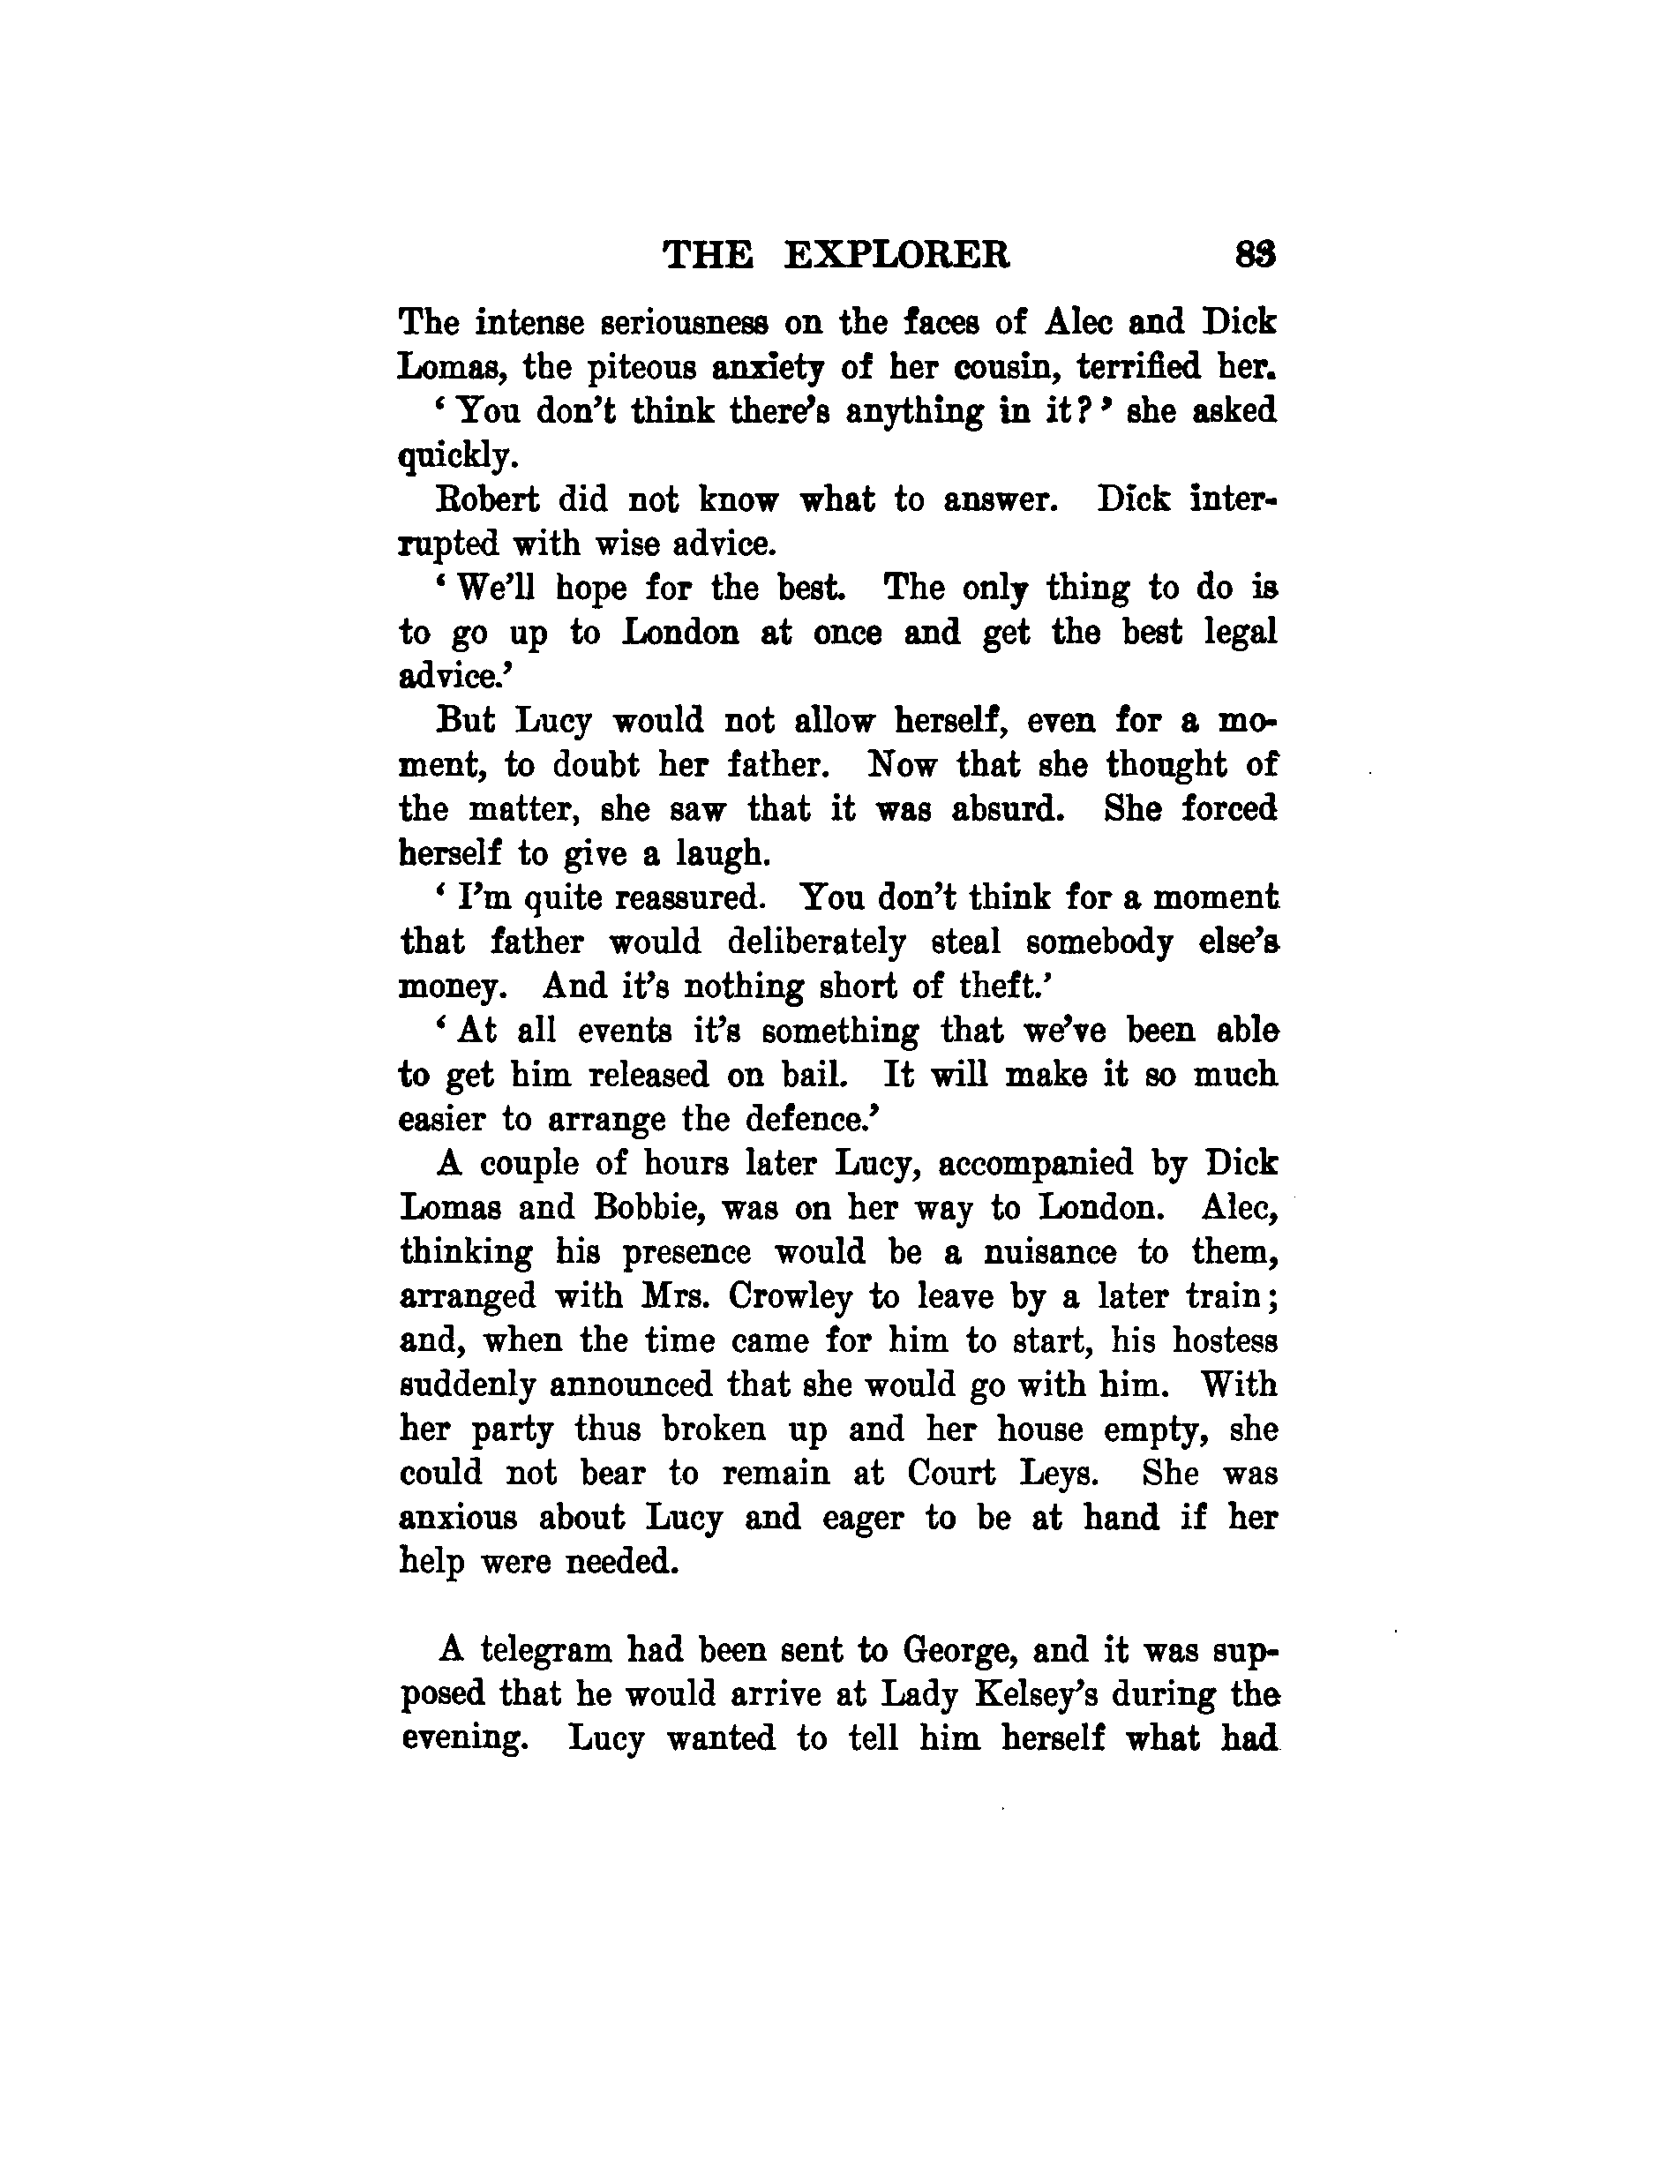 THE EXPLORER 83
The intense seriousness on the faces of Alec and Dick
Lomas, the piteous anxiety of her cousin, terrified her.
‘ You don’t think there’s anything in it? ’ she asked
quickly.
Robert did not know what to answer. Dick inter-
rupted with wise advice.
‘ We’ll hope for the best. The only thing to do is
to go up to London at once and get the best legal
advice.’
But Lucy would not allow herself, even for a mo-
ment, to doubt her father. Now that she thought of
the matter, she saw that it was absurd. She forced
herself to give a laugh.
‘ I’m quite reassured. You don’t think for a moment
that father would deliberately steal somebody else’s
money. And it’s nothing short of theft.’
‘ At all events it’s something that we’ve been able
to get him released on bail. It will make it so much
easier to arrange the defence.’
A couple of hours later Lucy, accompanied by Dick
Lomas and Bobbie, was on her way to London. Alec,
thinking his presence would be a nuisance to them,
arranged with Mrs. Crowley to leave by a later train;
and, when the time came for him to start, his hostess
suddenly announced that she would go with him. With
her party thus broken up and her house empty, she
could not bear to remain at Court Leys. She was
anxious about Lucy and eager to be at hand if her
help were needed.
A telegram had been sent to George, and it was sup-
posed that he would arrive at Lady Kelsey’s during the
evening. Lucy wanted to tell him herself what had